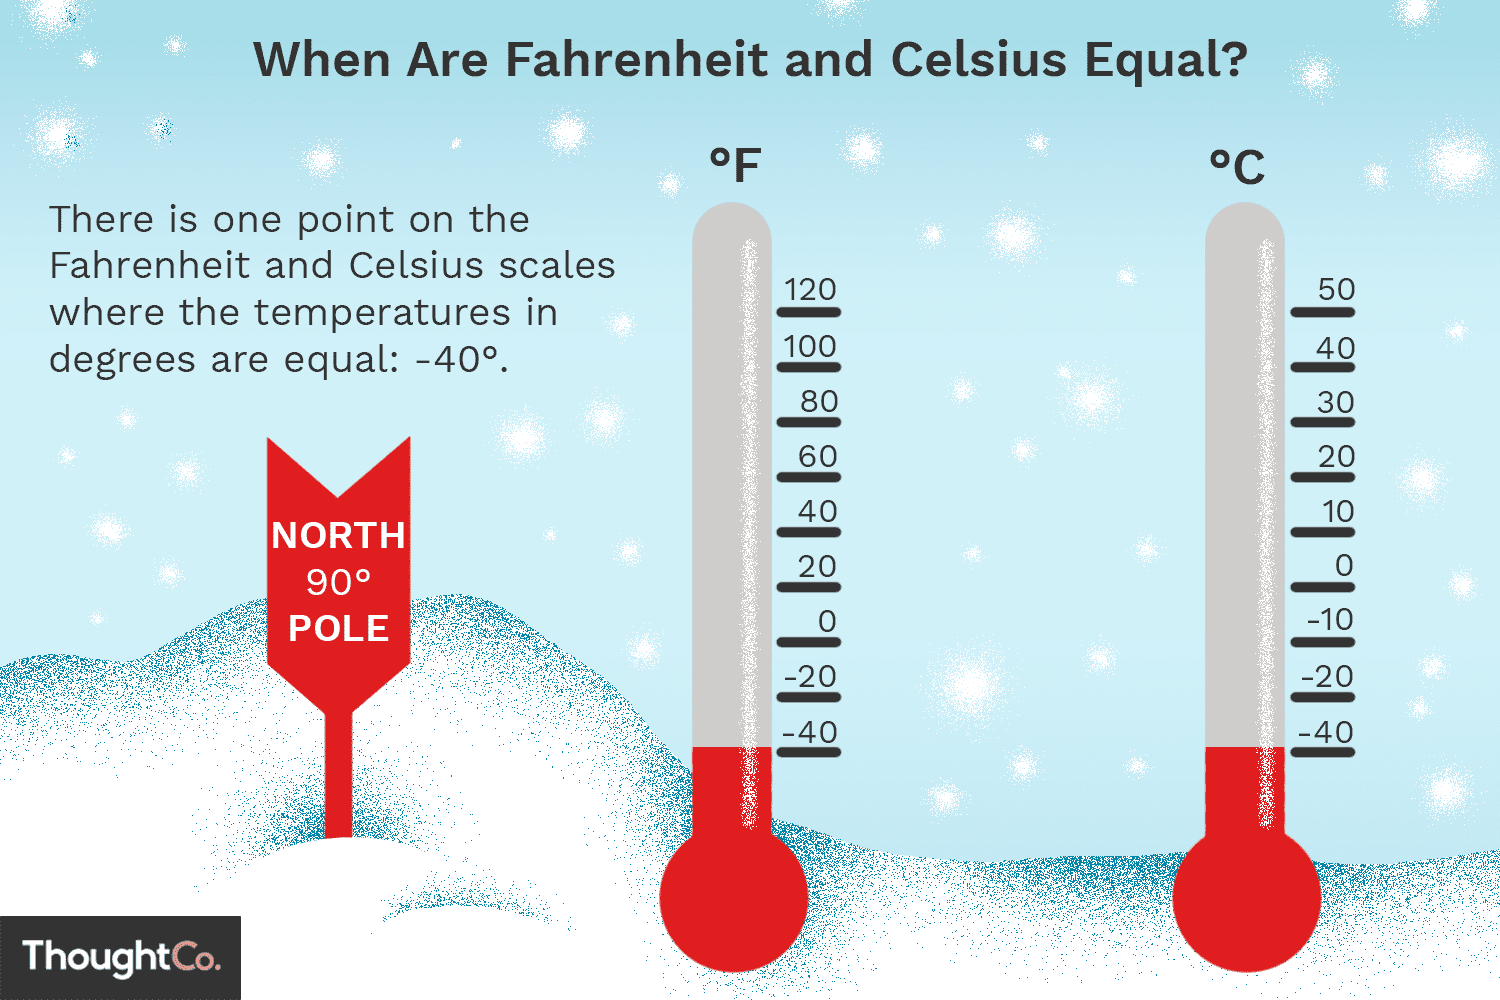 When Are Fahrenheit and Celsius Equal?
There is one point on the
Fahrenheit and Celsius scales
where the temperatures in
degrees are equal: -40°.
NORTH
90°
POLE
°F
120
100
80
60
40
20
0
-20
-40
°C
50
40
30
20
10
0
-10
-20
-40
ThoughtCo.